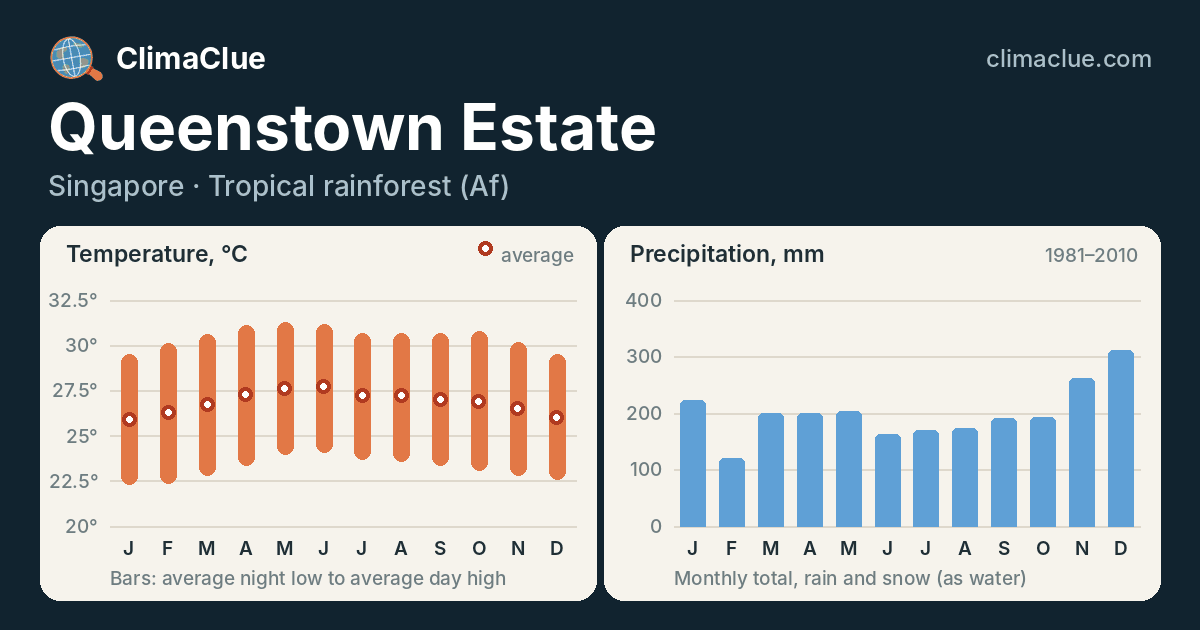 ClimaClue
climaclue.com
Queenstown Estate
Singapore · Tropical rainforest (Af)
Temperature, °C
average
32.5°
30°
27.5°
25°
22.5°
20°
J F M A M J J A S O N D
Bars: average night low to average day high
Precipitation, mm
1981–2010
400
300
200
100
0
J F M A M J J A S O N D
Monthly total, rain and snow (as water)